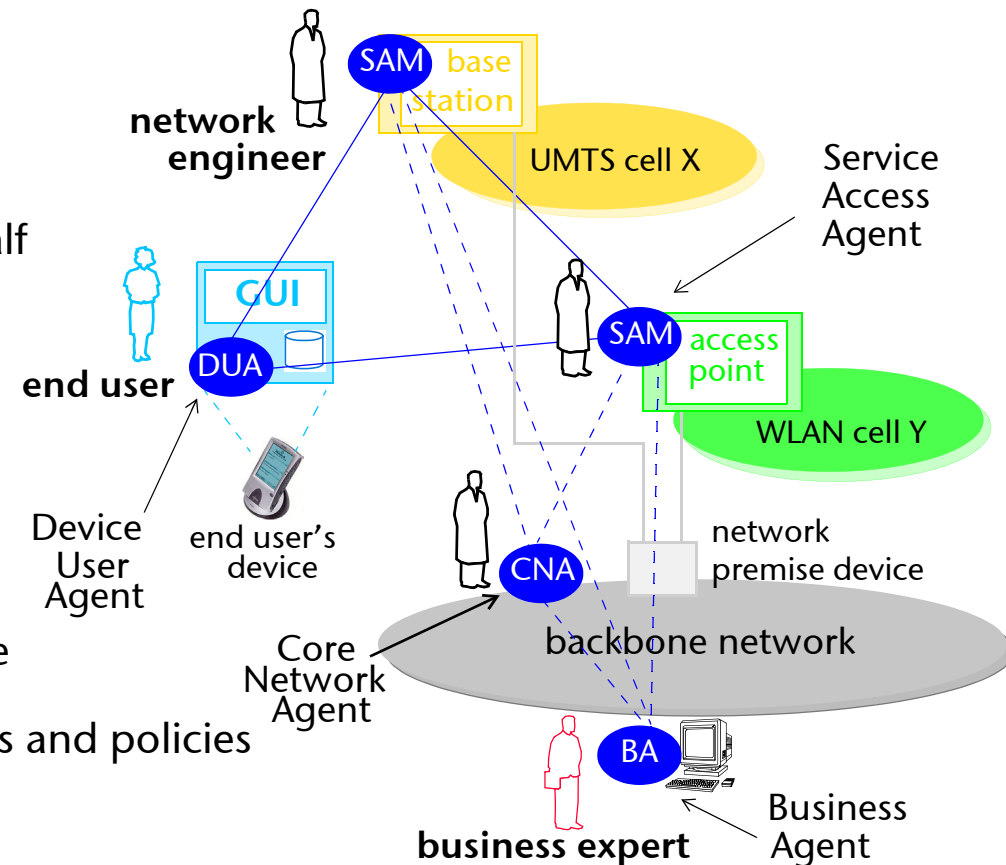 SAM
base
station
network
engineer
UMTS cell X
Service
Access
Agent
alf
GUI
SAM
access
point
DUA
end user
WLAN cell Y
Device
User
Agent
end user's
device
network
premise device
CNA
backbone network
Core
Network
Agent
e
s and policies
BA
Business
Agent
business expert